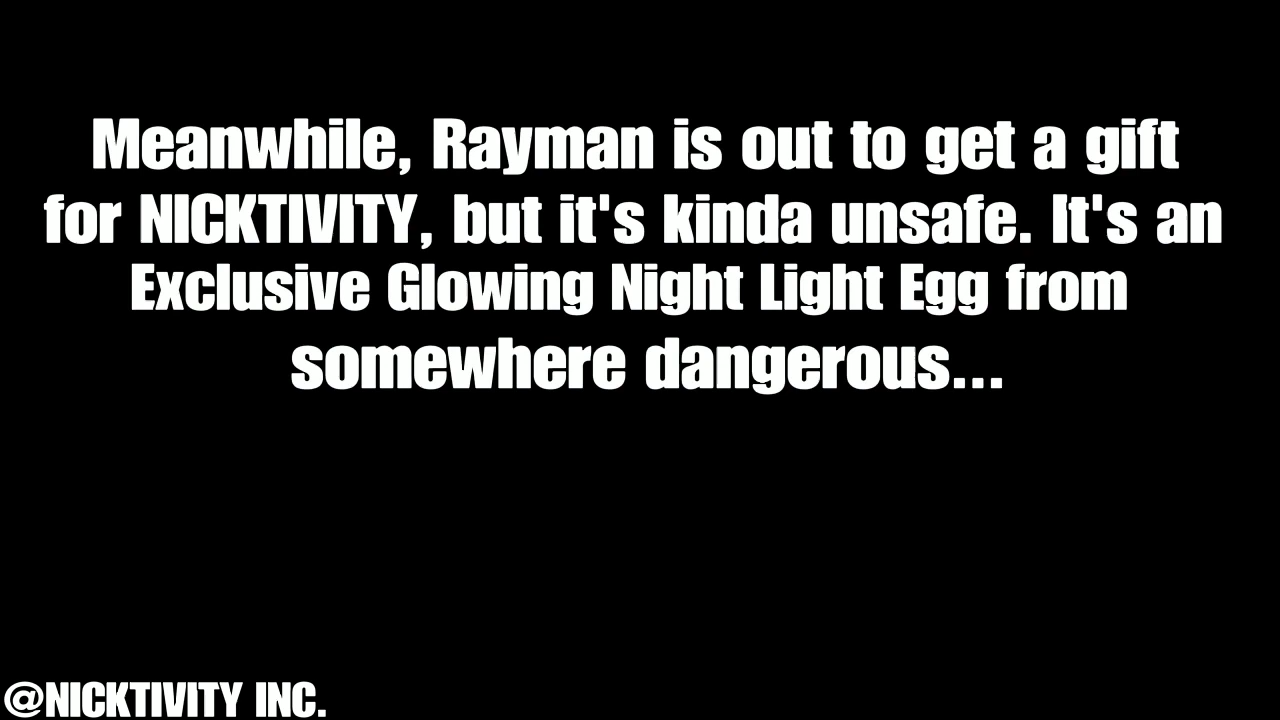 Meanwhile, Rayman is out to get a gift
for NICKTIVITY, but it's kinda unsafe. It's an
Exclusive Glowing Night Light Egg from
somewhere dangerous...
@NICKTIVITY INC.